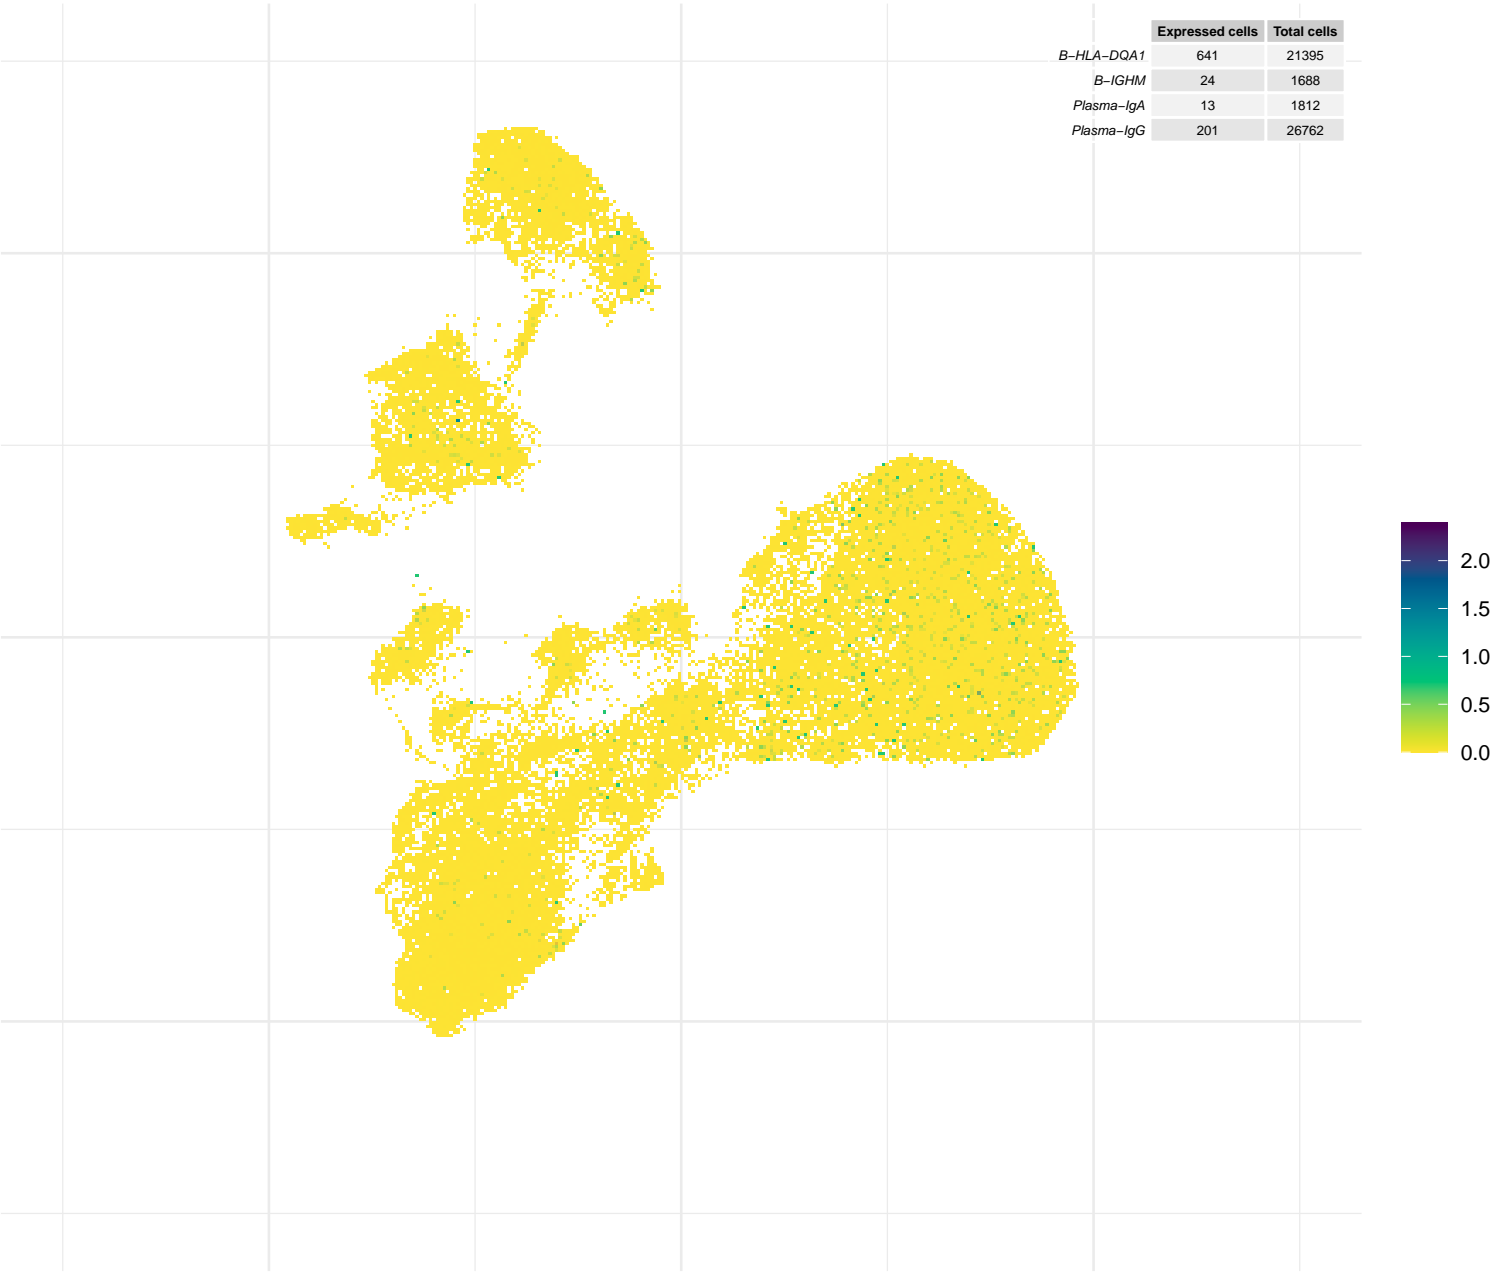 Expressed cells Total cells
B–HLA–DQA1 641 21395
B–IGHM 24 1688
Plasma–IgA 13 1812
Plasma–IgG 201 26762
2.0
1.5
1.0
0.5
0.0